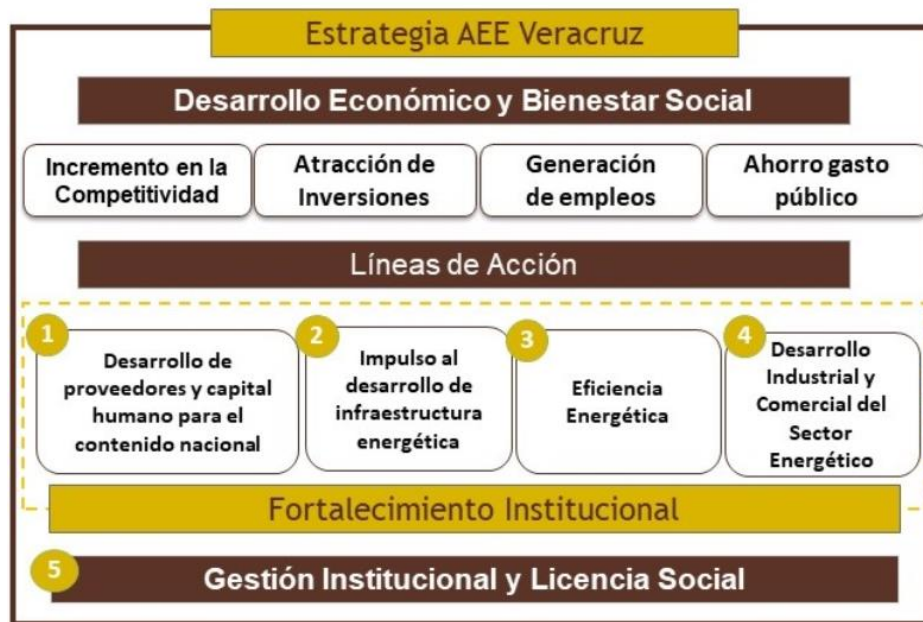 Estrategia AEE Veracruz
Desarrollo Económico y Bienestar Social
Incremento en la
Competitividad
Atracción de
Inversiones
Generación
de empleos
Ahorro gasto
público
Líneas de Acción
1
Desarrollo de
proveedores y capital
humano para el
contenido nacional
2
Impulso al
desarrollo de
infraestructura
energética
3
Eficiencia
Energética
4
Desarrollo
Industrial y
Comercial del
Sector
Energético
Fortalecimiento Institucional
5
Gestión Institucional y Licencia Social